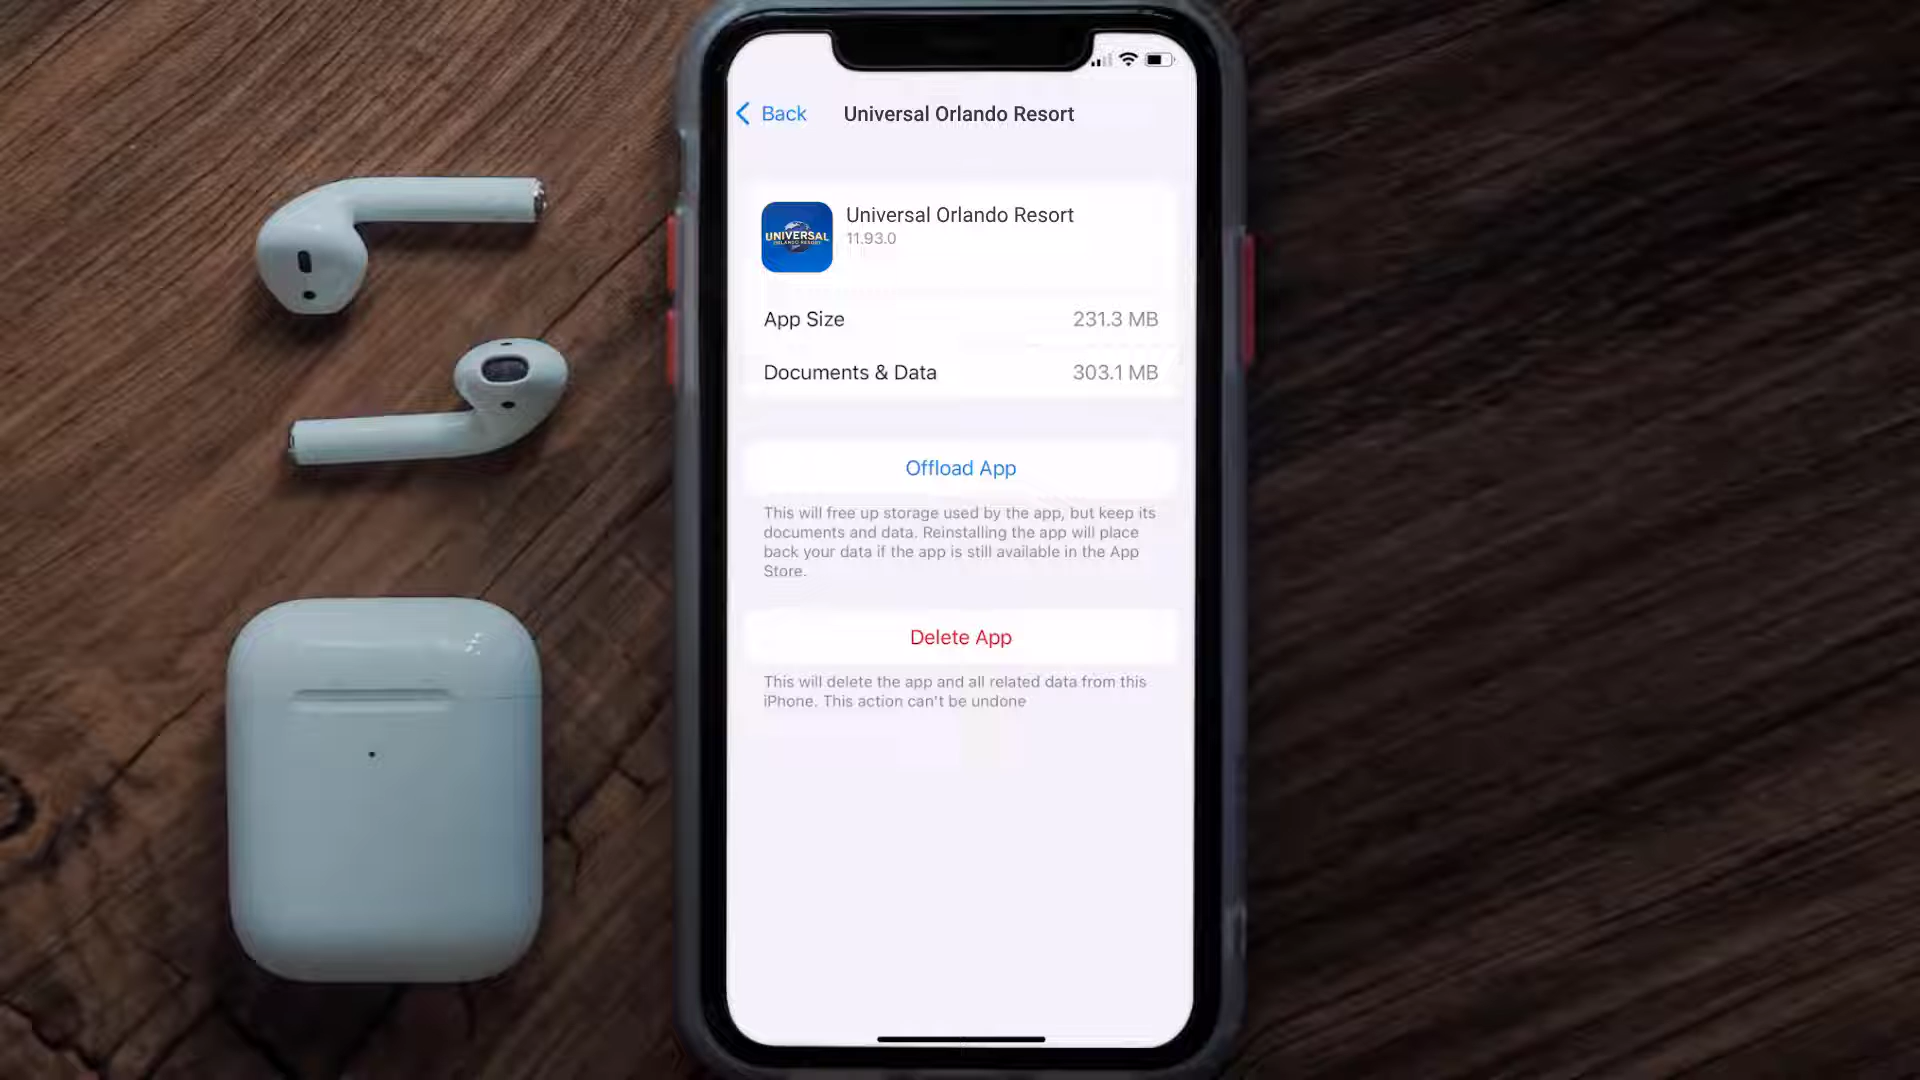 Back
Universal Orlando Resort
UNIVERSAL
ORLANDO RESORT
Universal Orlando Resort
11.93.0
App Size
231.3 MB
Documents & Data
303.1 MB
Offload App
This will free up storage used by the app, but keep its
documents and data. Reinstalling the app will place
back your data if the app is still available in the App
Store.
Delete App
This will delete the app and all related data from this
iPhone. This action can't be undone